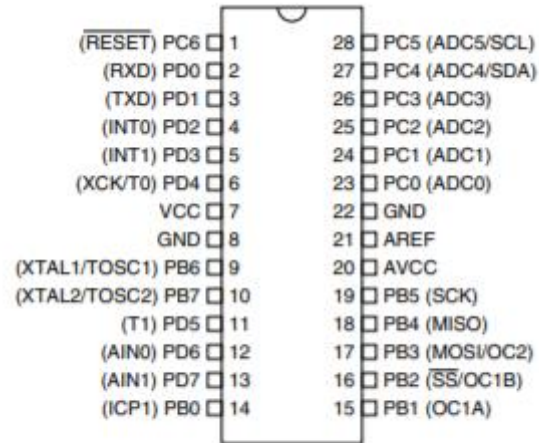 (RESET) PC6 1 28 PC5 (ADC5/SCL)
(RXD) PD0 2 27 PC4 (ADC4/SDA)
(TXD) PD1 3 26 PC3 (ADC3)
(INT0) PD2 4 25 PC2 (ADC2)
(INT1) PD3 5 24 PC1 (ADC1)
(XCK/T0) PD4 6 23 PC0 (ADC0)
VCC 7 22 GND
GND 8 21 AREF
(XTAL1/TOSC1) PB6 9 20 AVCC
(XTAL2/TOSC2) PB7 10 19 PB5 (SCK)
(T1) PD5 11 18 PB4 (MISO)
(AIN0) PD6 12 17 PB3 (MOSI/OC2)
(AIN1) PD7 13 16 PB2 (SS/OC1B)
(ICP1) PB0 14 15 PB1 (OC1A)